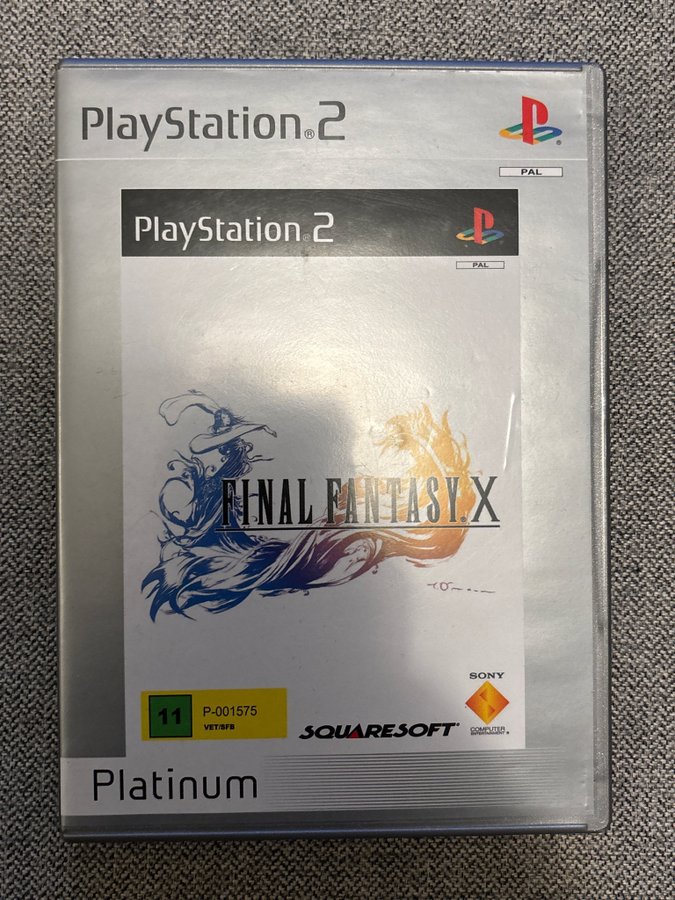 PlayStation®2
PAL
PlayStation®2
PAL
FINAL FANTASY® X
11
P-001575
VET/SFB
SQUARESOFT®
SONY
COMPUTER
ENTERTAINMENT®
Platinum